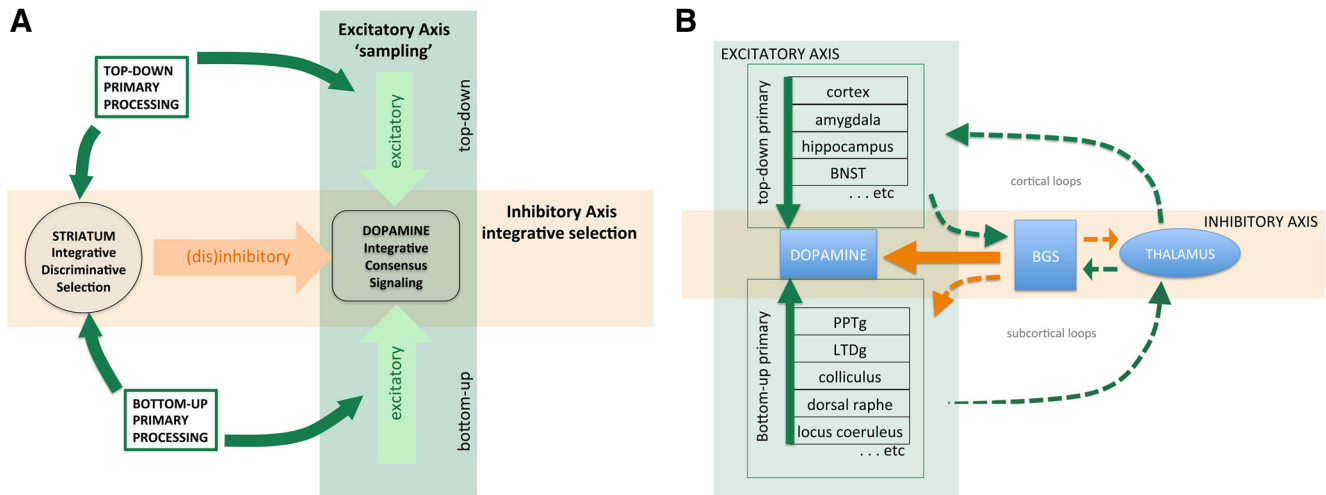 A
Excitatory Axis
‘sampling’
TOP-DOWN
PRIMARY
PROCESSING
excitatory
top-down
STRIATUM
Integrative
Discriminative
Selection
(dis)inhibitory
DOPAMINE
Integrative
Consensus
Signaling
Inhibitory Axis
integrative selection
BOTTOM-UP
PRIMARY
PROCESSING
excitatory
bottom-up
B
EXCITATORY AXIS
top-down primary
cortex
amygdala
hippocampus
BNST
. . . etc
cortical loops
INHIBITORY AXIS
DOPAMINE
BGS
THALAMUS
Bottom-up primary
PPTg
LTDg
colliculus
dorsal raphe
locus coeruleus
. . . etc
subcortical loops